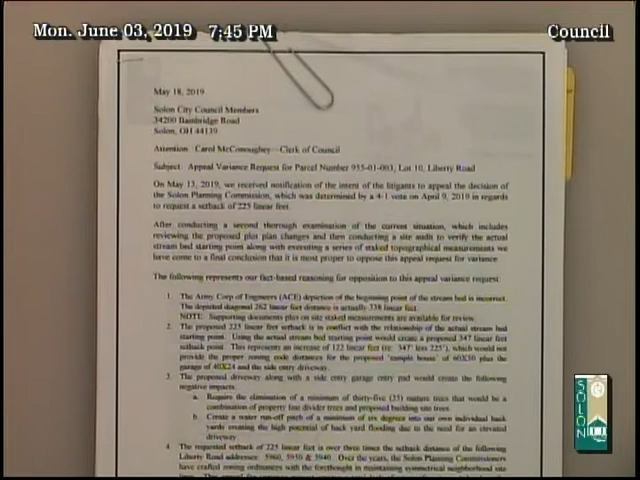 Mon. June 03, 2019 7:45 PM
Council
May 18, 2019
Solon City Council Members
34200 Bainbridge Road
Solon, OH 44139
Attention: Carol McConoughey - Clerk of Council
Subject: Appeal Variance Request for Parcel Number 955-01-003, Lot 10, Liberty Road
On May 13, 2019, we received notification of the intent of the litigants to appeal the decision of
the Solon Planning Commission, which was determined by a 4-1 vote on April 9, 2019 in regards
to request a setback of 225 linear feet.
After conducting a second thorough examination of the current situation, which includes
reviewing the proposed plot plan changes and then conducting a site audit to verify the actual
stream bed starting point along with executing a series of staked topographical measurements we
have come to a final conclusion that it is most proper to oppose this appeal request for variance.
The following represents our fact-based reasoning for opposition to this appeal variance request:
1. The Army Corp of Engineers (ACE) depiction of the beginning point of the stream bed is incorrect.
The depicted diagonal 262 linear feet distance is actually 338 linear feet.
NOTE: Supporting documents plus on site staked measurements are available for review.
2. The proposed 225 linear feet setback is in conflict with the relationship of the actual stream bed
starting point. Using the actual stream bed starting point would create a proposed 347 linear
feet setback point. This represents an increase of 122 linear feet (re: 347' less 225'), which would not
provide the proper zoning code distances for the proposed 'sample house' of 60X50 plus the
garage of 40X24 and the side entry driveway.
3. The proposed driveway along with a side entry garage entry pad would create the following
negative impacts:
a. Require the elimination of a minimum of thirty-five (35) mature trees that would be a
combination of property line divider trees and proposed building site trees.
b. Create a water run-off pitch of a minimum of six degrees into our own individual back
yards creating the high potential of back yard flooding due to the need for an elevated
driveway.
4. The requested setback of 225 linear feet is over three times the setback distance of the following
Liberty Road addresses: 5960, 5950 & 5940. Over the years, the Solon Planning Commissioners
have crafted zoning ordinances with the forethought in maintaining symmetrical neighborhood site
SOLON